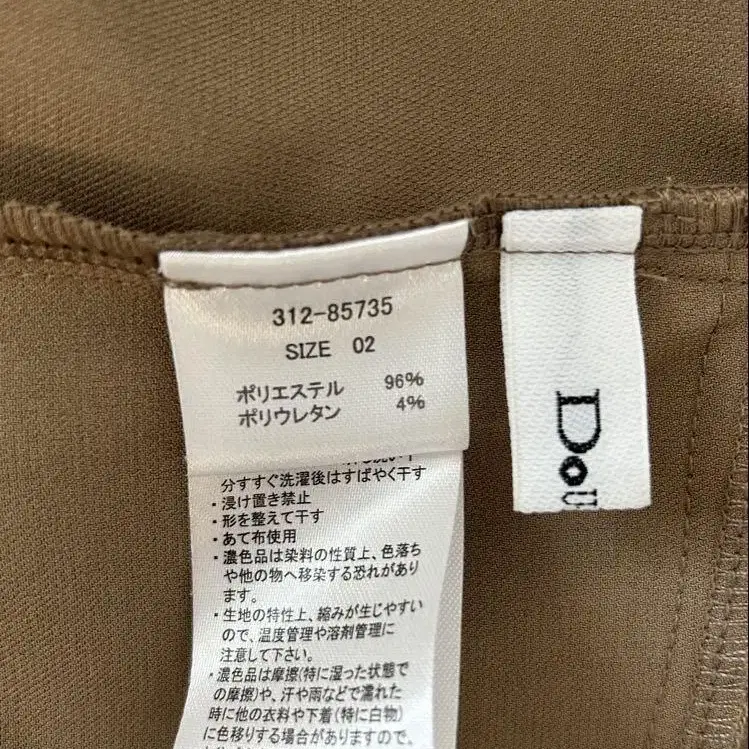 312-85735
SIZE 02
ポリエステル 96%
ポリウレタン 4%
分すすぐ洗濯後はすばやく干す
・浸け置き禁止
・形を整えて干す
・あて布使用
・濃色品は染料の性質上、色落ち
や他の物へ移染する恐れがあり
ます。
・生地の特性上、縮みが生じやすい
ので、温度管理や溶剤管理に
注意して下さい。
・濃色品は摩擦(特に湿った状態で
の摩擦)や、汗や雨などで濡れた
時に他の衣料や下着(特に白物)
に色移りする場合がありますので、
Do